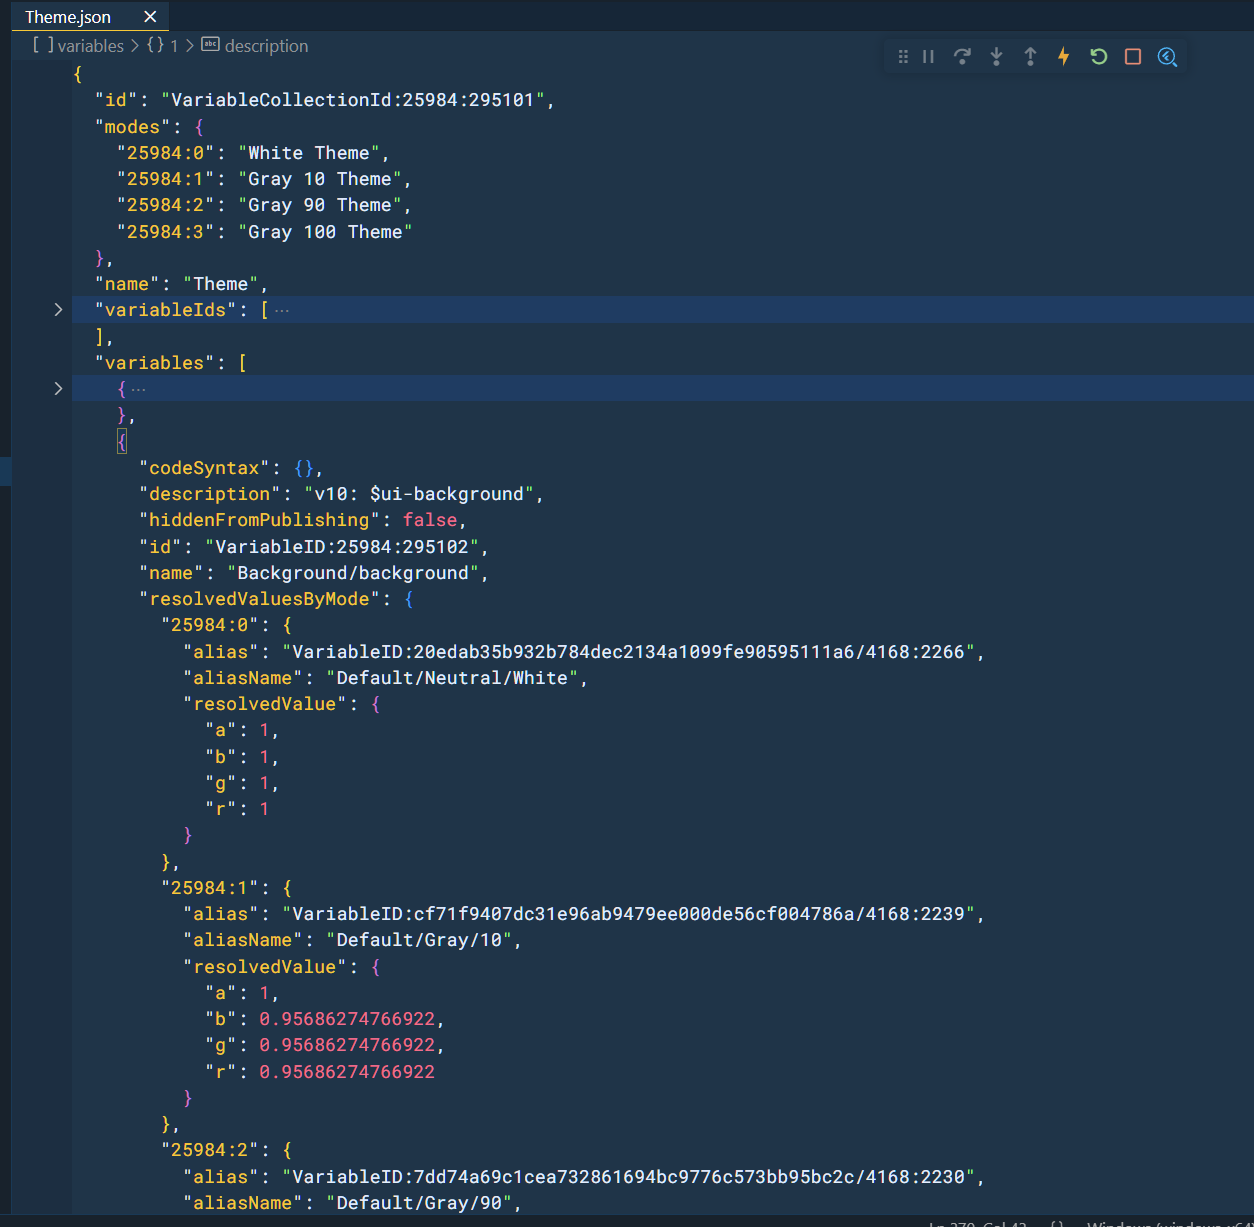 Theme.json
[ ] variables > {} 1 > abc description
{
"id": "VariableCollectionId:25984:295101",
"modes": {
"25984:0": "White Theme",
"25984:1": "Gray 10 Theme",
"25984:2": "Gray 90 Theme",
"25984:3": "Gray 100 Theme"
},
"name": "Theme",
"variableIds": [ ···
],
"variables": [
{ ···
},
{
"codeSyntax": {},
"description": "v10: $ui-background",
"hiddenFromPublishing": false,
"id": "VariableID:25984:295102",
"name": "Background/background",
"resolvedValuesByMode": {
"25984:0": {
"alias": "VariableID:20edab35b932b784dec2134a1099fe90595111a6/4168:2266",
"aliasName": "Default/Neutral/White",
"resolvedValue": {
"a": 1,
"b": 1,
"g": 1,
"r": 1
}
},
"25984:1": {
"alias": "VariableID:cf71f9407dc31e96ab9479ee000de56cf004786a/4168:2239",
"aliasName": "Default/Gray/10",
"resolvedValue": {
"a": 1,
"b": 0.95686274766922,
"g": 0.95686274766922,
"r": 0.95686274766922
}
},
"25984:2": {
"alias": "VariableID:7dd74a69c1cea732861694bc9776c573bb95bc2c/4168:2230",
"aliasName": "Default/Gray/90",